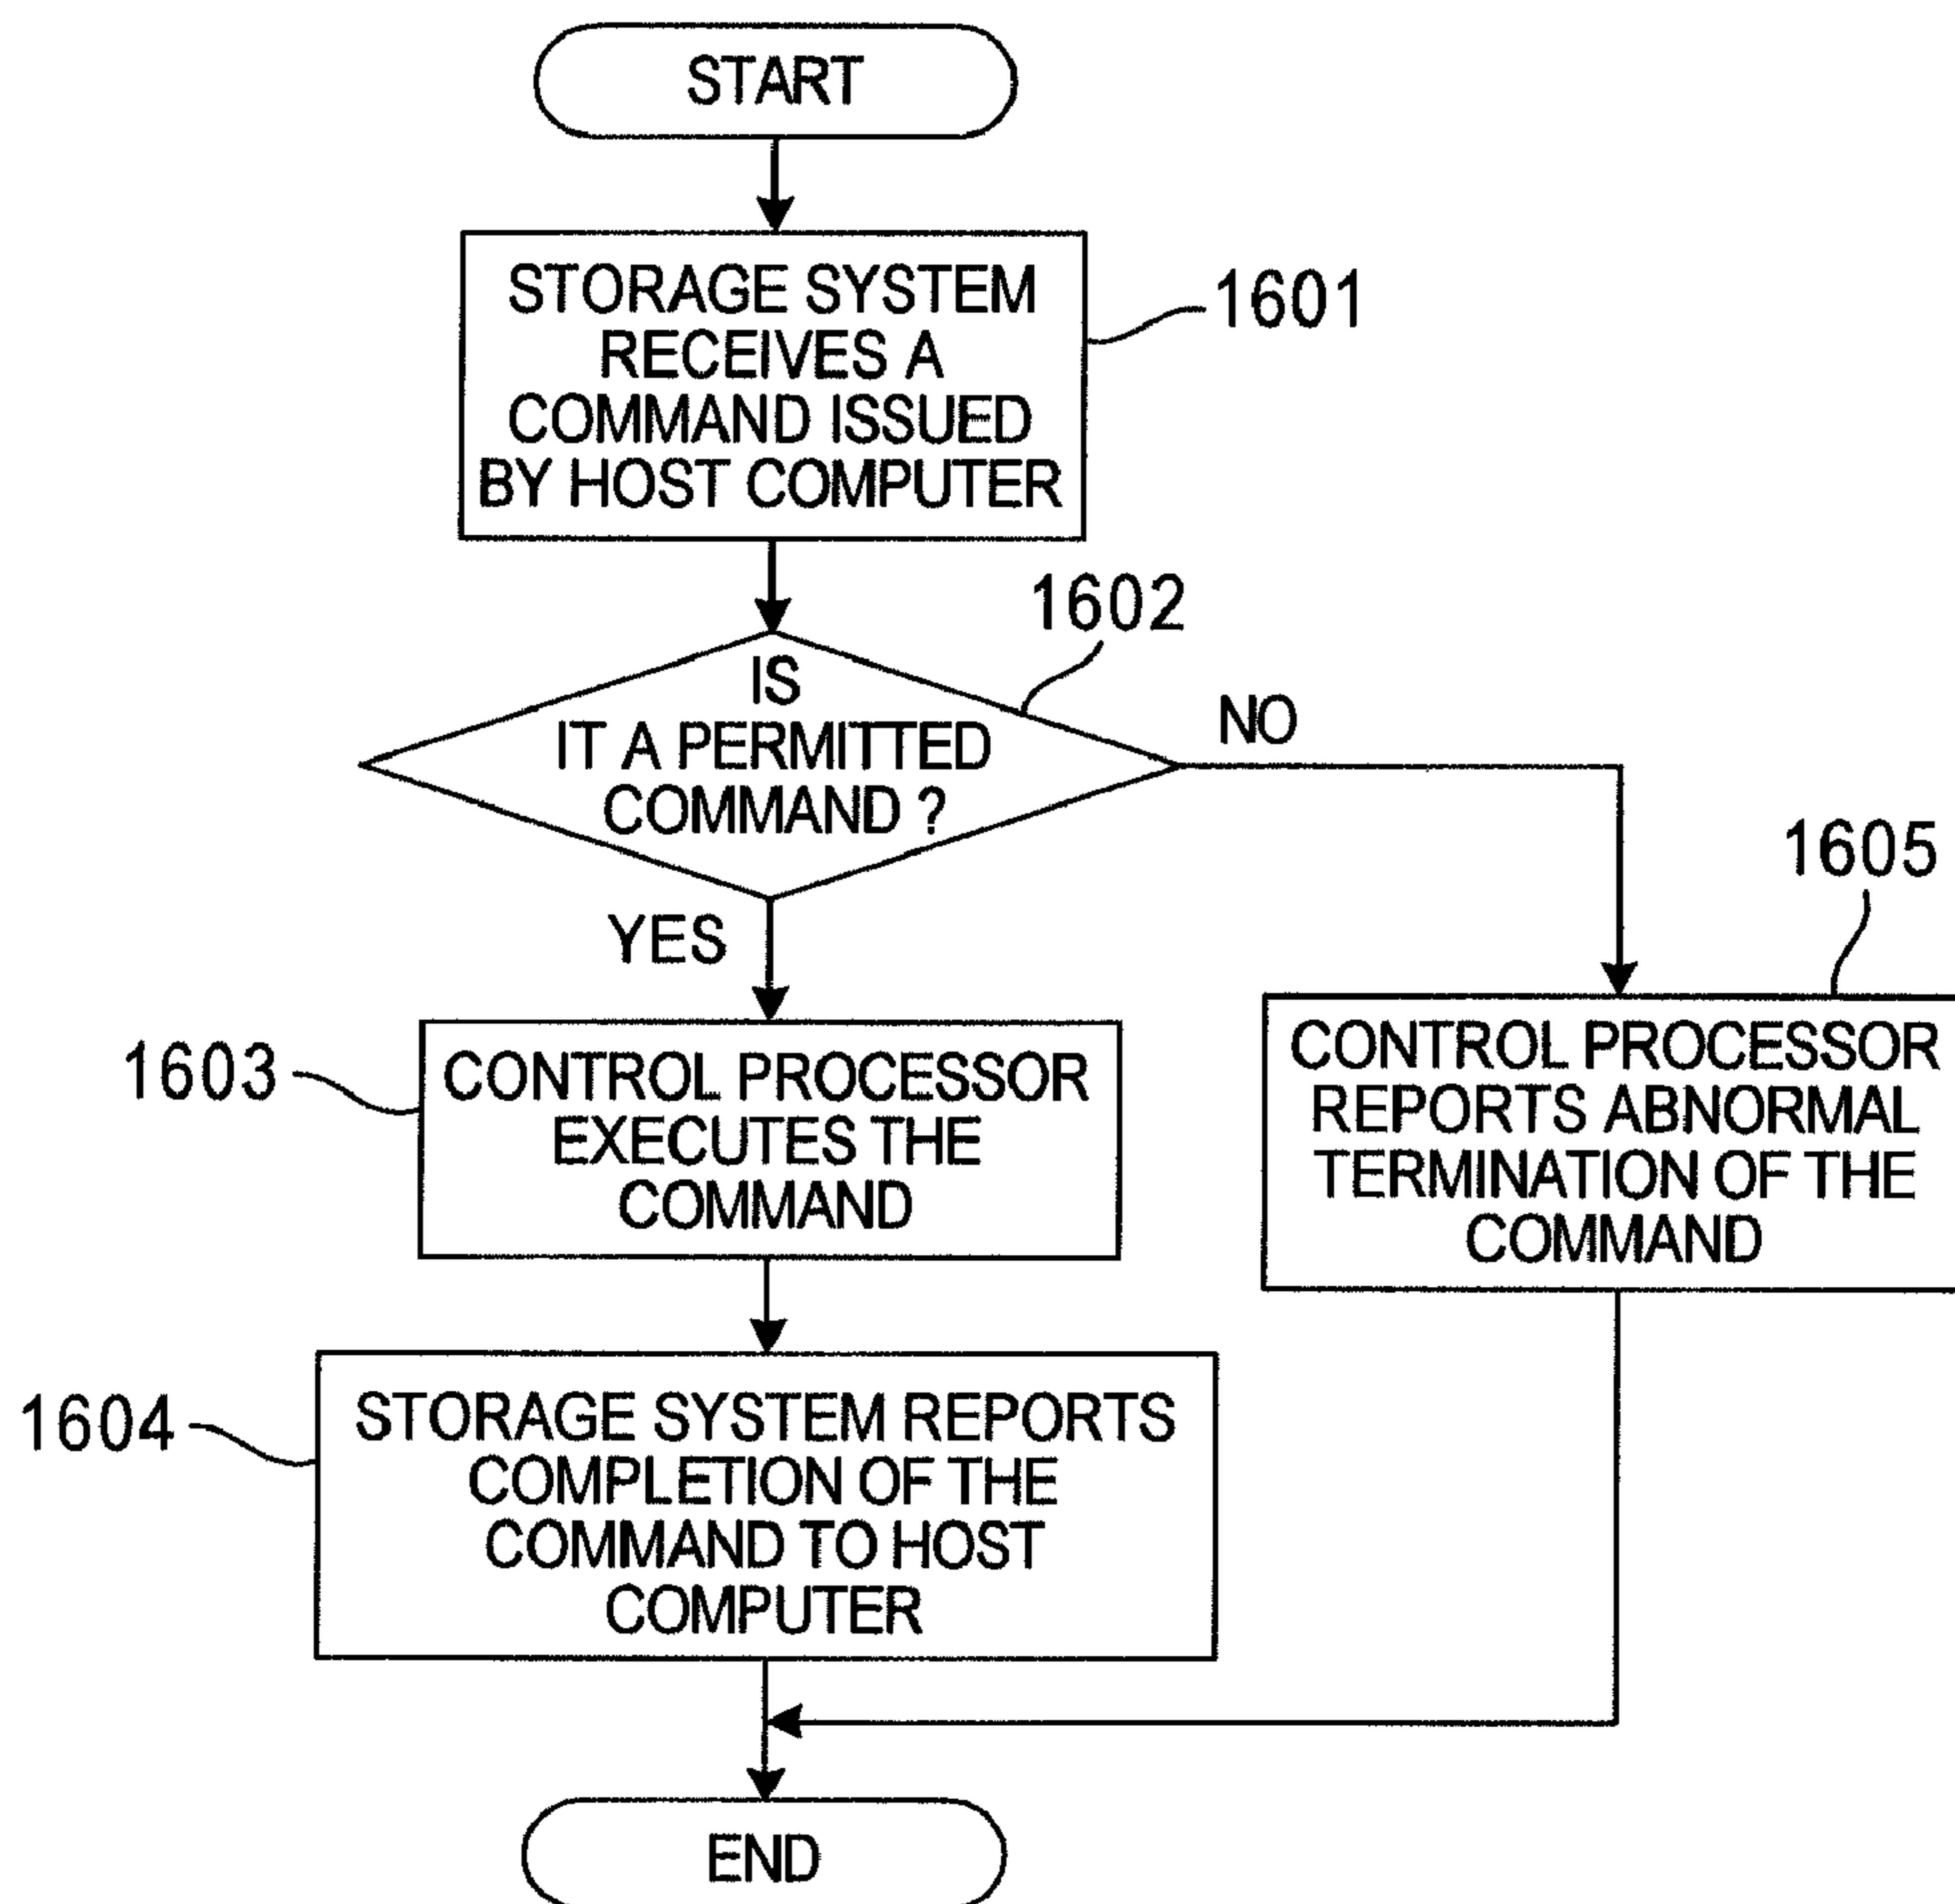 START
STORAGE SYSTEM
RECEIVES A
COMMAND ISSUED
BY HOST COMPUTER
1601
1602
IS
IT A PERMITTED
COMMAND ?
NO
YES
1605
1603
CONTROL PROCESSOR
EXECUTES THE
COMMAND
CONTROL PROCESSOR
REPORTS ABNORMAL
TERMINATION OF THE
COMMAND
1604
STORAGE SYSTEM REPORTS
COMPLETION OF THE
COMMAND TO HOST
COMPUTER
END